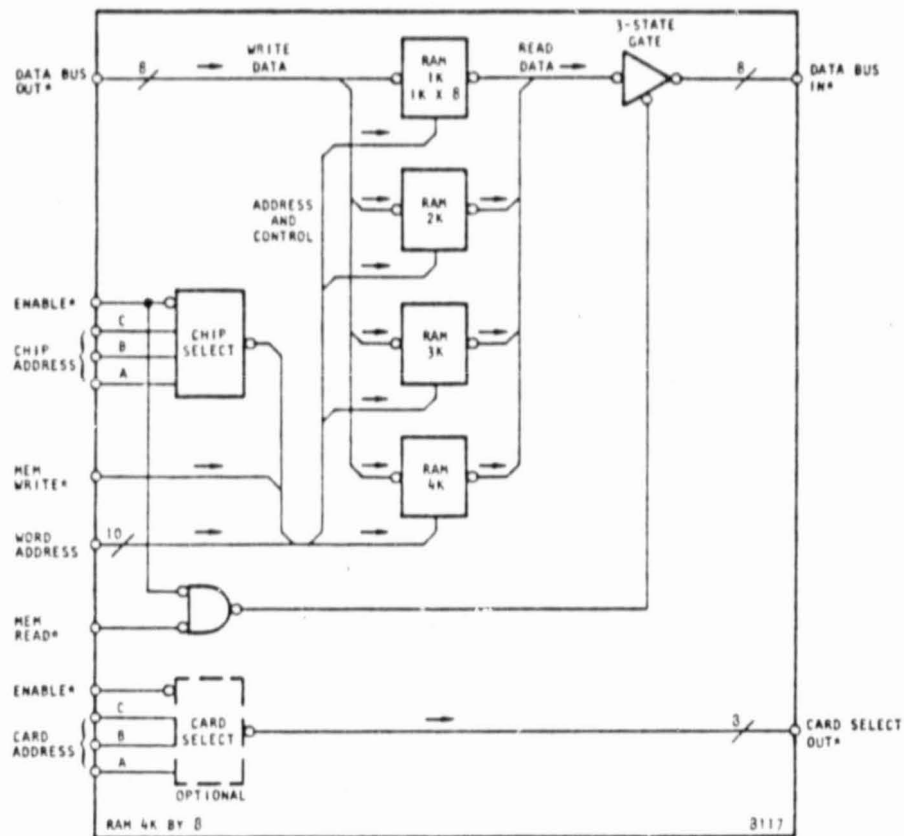 3-STATE
GATE
WRITE
DATA
READ
DATA
DATA BUS
OUT*
8
RAM
1K
1K X 8
8
DATA BUS
IN*
RAM
2K
ADDRESS
AND
CONTROL
ENABLE*
CHIP
ADDRESS
C
B
A
CHIP
SELECT
RAM
3K
RAM
4K
MEM
WRITE*
WORD
ADDRESS
10
MEM
READ*
ENABLE*
CARD
ADDRESS
C
B
A
CARD
SELECT
OPTIONAL
3
CARD SELECT
OUT*
RAM 4K BY 8
8117